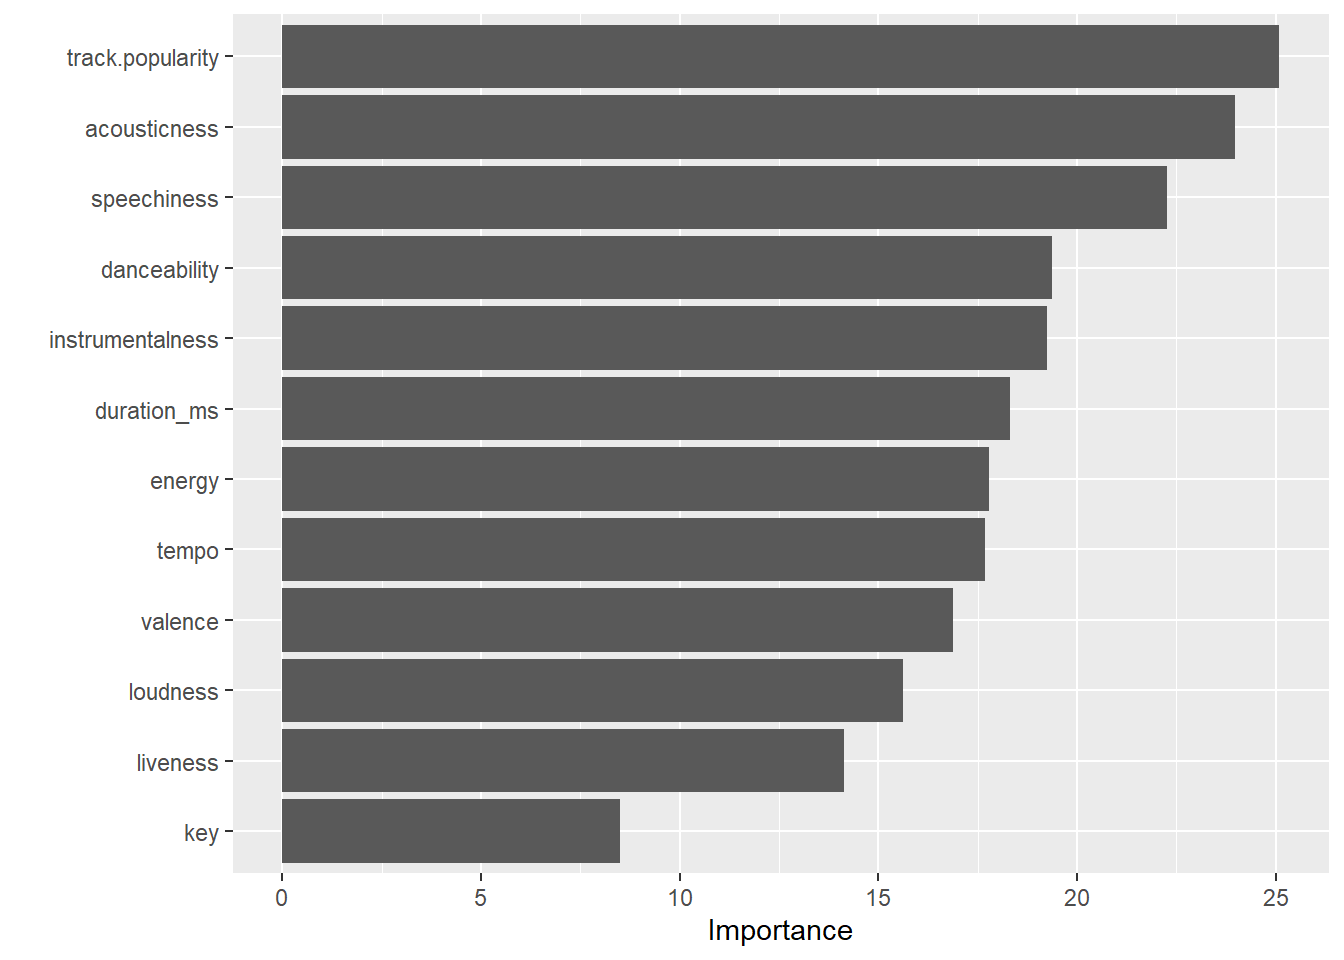 track.popularity
acousticness
speechiness
danceability
instrumentalness
duration_ms
energy
tempo
valence
loudness
liveness
key
0 5 10 15 20 25
Importance